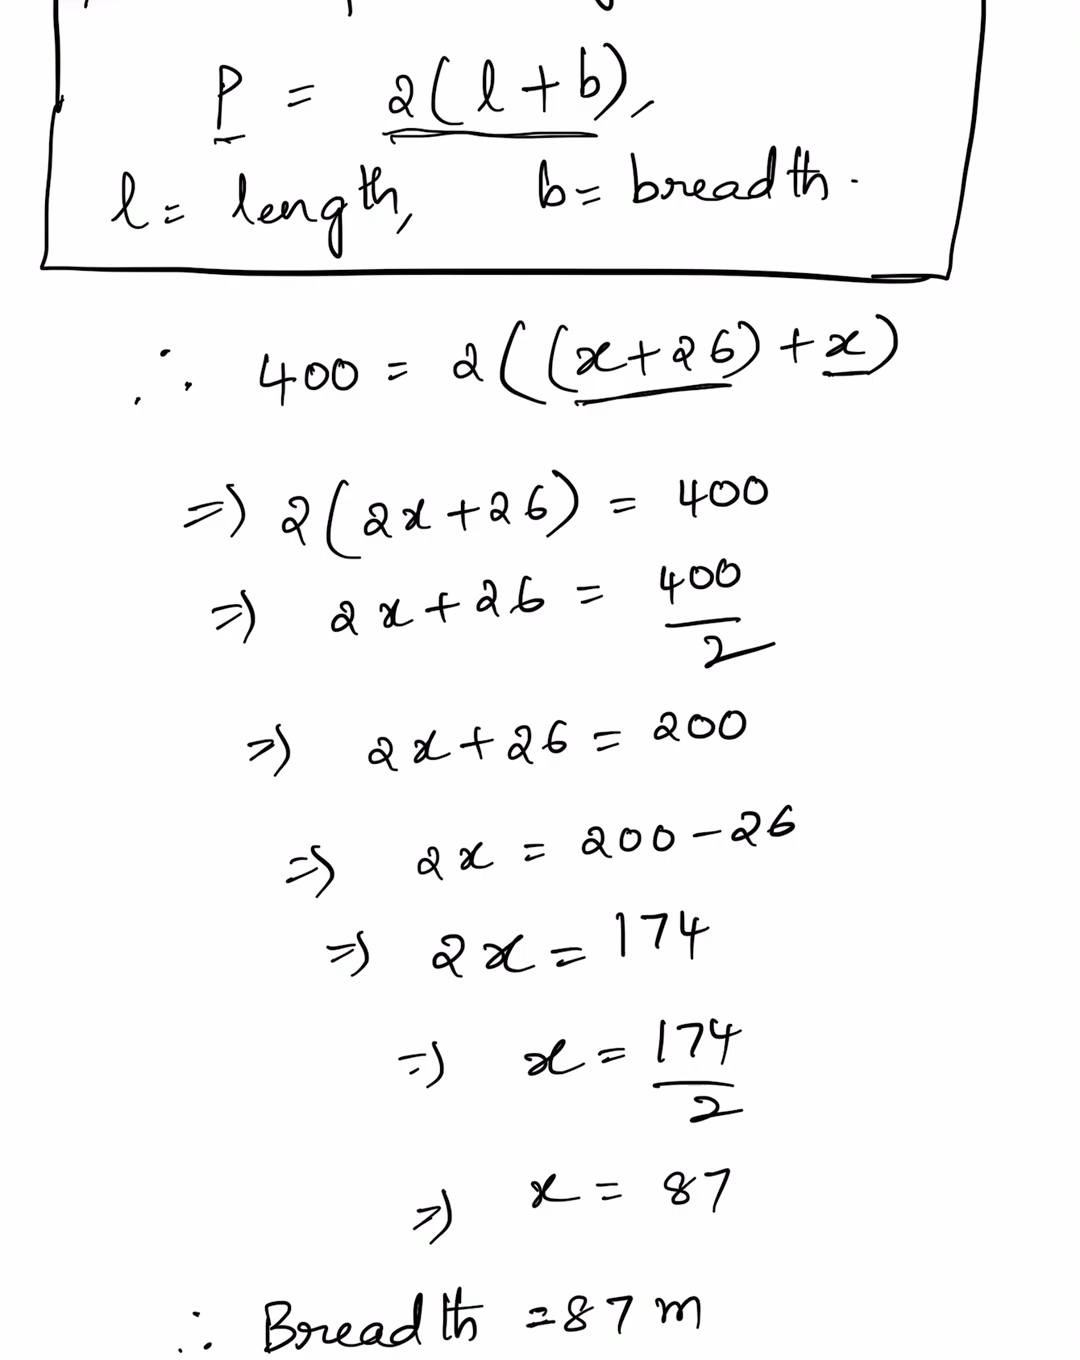 P = 2(l+b),
l = length, b = breadth.
∴ 400 = 2((x+26)+x)
⇒ 2(2x+26) = 400
⇒ 2x+26 = 400/2
⇒ 2x+26 = 200
⇒ 2x = 200-26
⇒ 2x = 174
⇒ x = 174/2
⇒ x = 87
∴ Breadth = 87 m